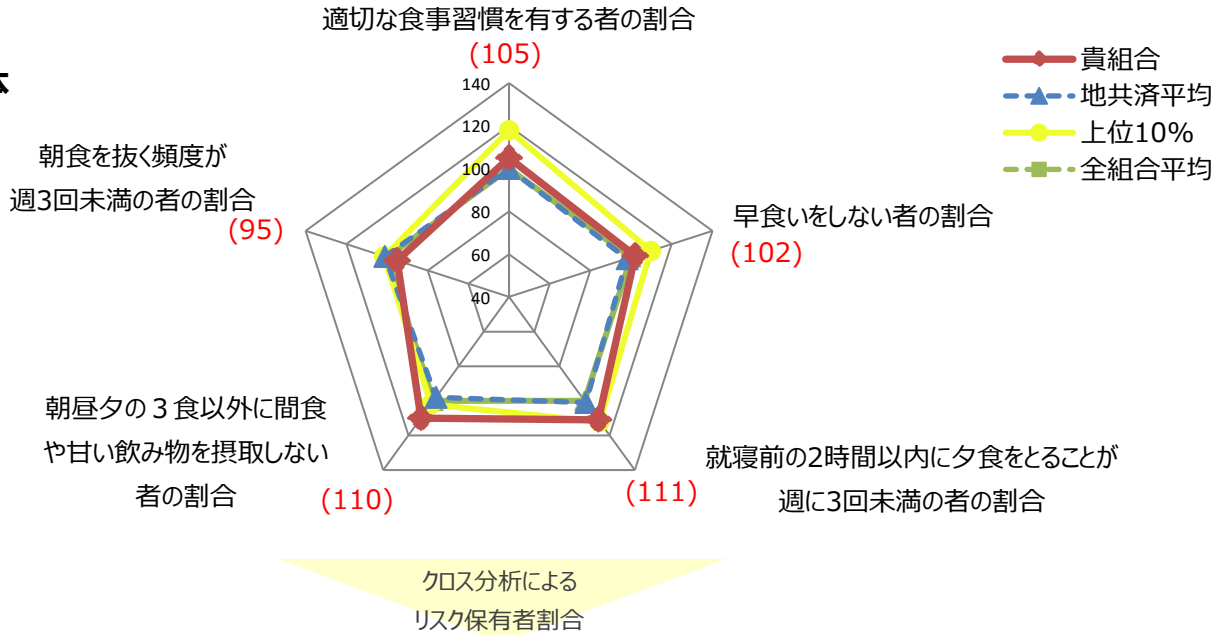 適切な食事習慣を有する者の割合
(105)
140
120
100
80
60
40
貴組合
地共済平均
上位10%
全組合平均
朝食を抜く頻度が
週3回未満の者の割合
(95)
早食いをしない者の割合
(102)
朝昼夕の3食以外に間食
や甘い飲み物を摂取しない
者の割合
(110)
就寝前の2時間以内に夕食をとることが
週に3回未満の者の割合
(111)
クロス分析による
リスク保有者割合